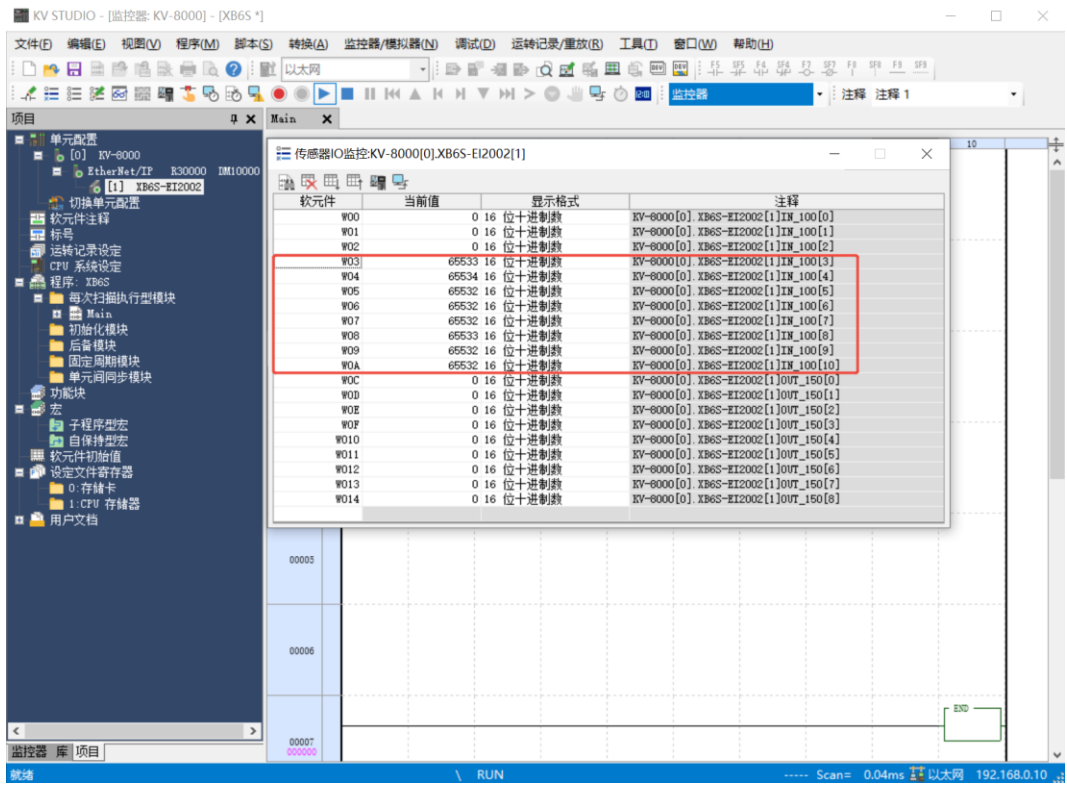 KV STUDIO - [监控器: KV-8000] - [XB6S *]
文件(F) 编辑(E) 视图(V) 程序(M) 脚本(S) 转换(A) 监控器/模拟器(N) 调试(D) 运转记录/重放(R) 工具(T) 窗口(W) 帮助(H)
以太网
监控器 注释 注释 1
项目
Main
单元配置
[0] KV-8000
EtherNet/IP R30000 DM10000
[1] XB6S-EI2002
切换单元配置
软元件注释
标号
运转记录设定
CPU 系统设定
程序: XB6S
每次扫描执行型模块
Main
初始化模块
后备模块
固定周期模块
单元间同步模块
功能块
宏
子程序型宏
自保持型宏
软元件初始值
设定文件寄存器
0:存储卡
1:CPU 存储器
用户文档
监控器 库 项目
10
传感器IO监控:KV-8000[0].XB6S-EI2002[1]
软元件 当前值 显示格式 注释
W00 0 16 位十进制数 KV-8000[0].XB6S-EI2002[1]IN_100[0]
W01 0 16 位十进制数 KV-8000[0].XB6S-EI2002[1]IN_100[1]
W02 0 16 位十进制数 KV-8000[0].XB6S-EI2002[1]IN_100[2]
W03 65533 16 位十进制数 KV-8000[0].XB6S-EI2002[1]IN_100[3]
W04 65534 16 位十进制数 KV-8000[0].XB6S-EI2002[1]IN_100[4]
W05 65532 16 位十进制数 KV-8000[0].XB6S-EI2002[1]IN_100[5]
W06 65532 16 位十进制数 KV-8000[0].XB6S-EI2002[1]IN_100[6]
W07 65532 16 位十进制数 KV-8000[0].XB6S-EI2002[1]IN_100[7]
W08 65533 16 位十进制数 KV-8000[0].XB6S-EI2002[1]IN_100[8]
W09 65532 16 位十进制数 KV-8000[0].XB6S-EI2002[1]IN_100[9]
W0A 65532 16 位十进制数 KV-8000[0].XB6S-EI2002[1]IN_100[10]
W0C 0 16 位十进制数 KV-8000[0].XB6S-EI2002[1]OUT_150[0]
W0D 0 16 位十进制数 KV-8000[0].XB6S-EI2002[1]OUT_150[1]
W0E 0 16 位十进制数 KV-8000[0].XB6S-EI2002[1]OUT_150[2]
W0F 0 16 位十进制数 KV-8000[0].XB6S-EI2002[1]OUT_150[3]
W010 0 16 位十进制数 KV-8000[0].XB6S-EI2002[1]OUT_150[4]
W011 0 16 位十进制数 KV-8000[0].XB6S-EI2002[1]OUT_150[5]
W012 0 16 位十进制数 KV-8000[0].XB6S-EI2002[1]OUT_150[6]
W013 0 16 位十进制数 KV-8000[0].XB6S-EI2002[1]OUT_150[7]
W014 0 16 位十进制数 KV-8000[0].XB6S-EI2002[1]OUT_150[8]
00005
00006
END
00007
000000
就绪 RUN ----- Scan= 0.04ms 以太网 192.168.0.10